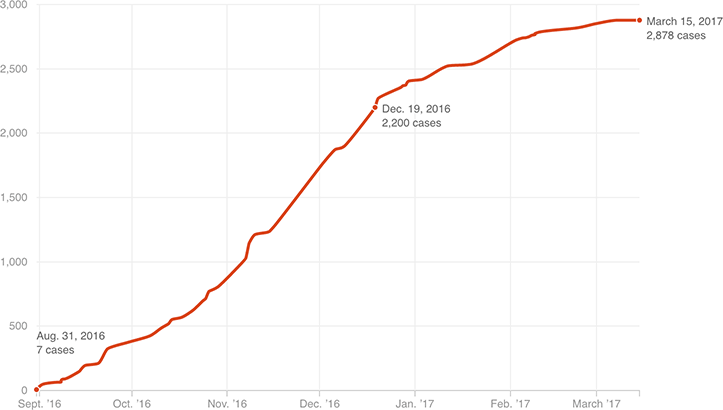 3,000
March 15, 2017
2,878 cases
2,500
Dec. 19, 2016
2,200 cases
2,000
1,500
1,000
500
Aug. 31, 2016
7 cases
0
Sept. ’16 Oct. ’16 Nov. ’16 Dec. ’16 Jan. ’17 Feb. ’17 March ’17